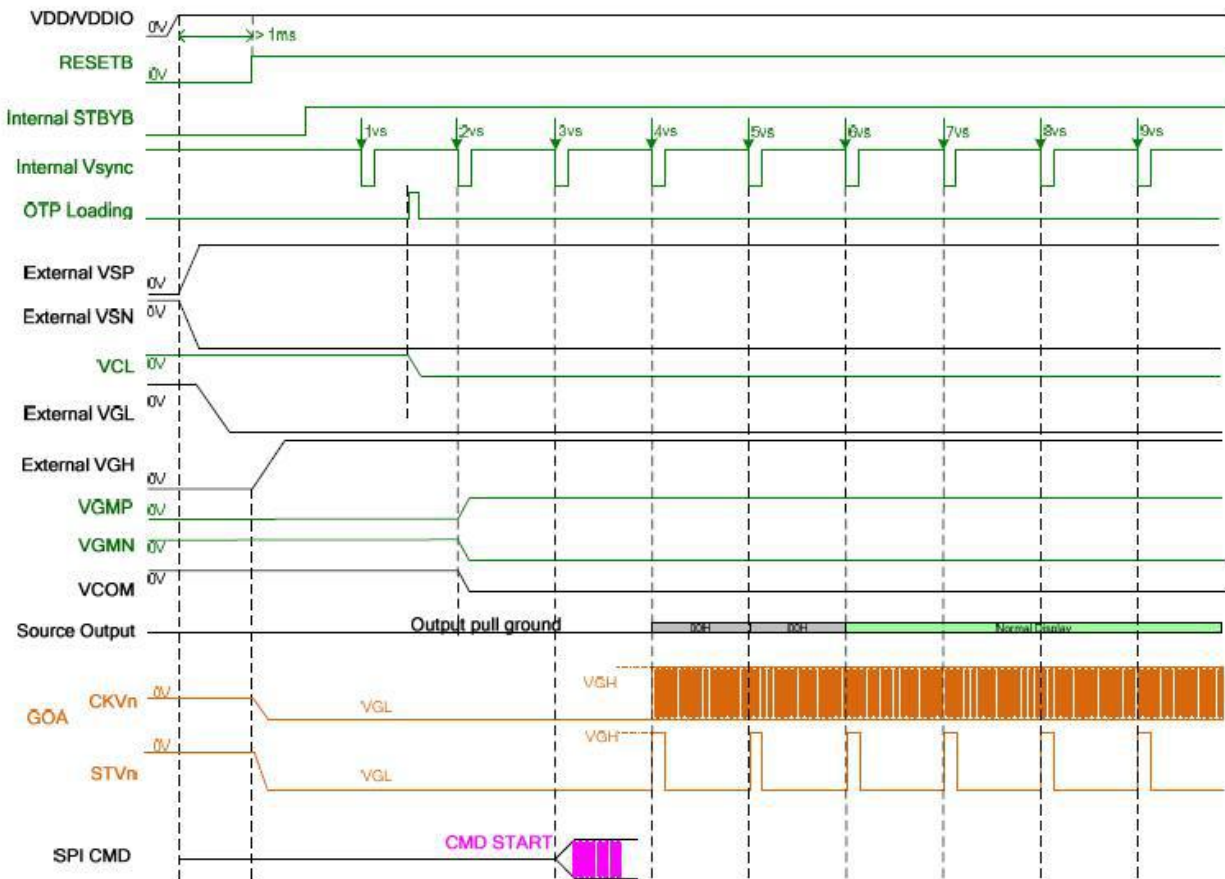 VDD/VDDIO 0V > 1ms
RESETB 0V
Internal STBYB
1vs 2vs 3vs 4vs 5vs 6vs 7vs 8vs 9vs
Internal Vsync
OTP Loading
External VSP 0V
External VSN 0V
VCL 0V
External VGL 0V
External VGH 0V
VGMP 0V
VGMN 0V
VCOM 0V
Source Output Output pull ground 00H 00H Normal Display
CKVn 0V VGL VGH
GOA
STVn 0V VGL VGH
SPI CMD CMD START